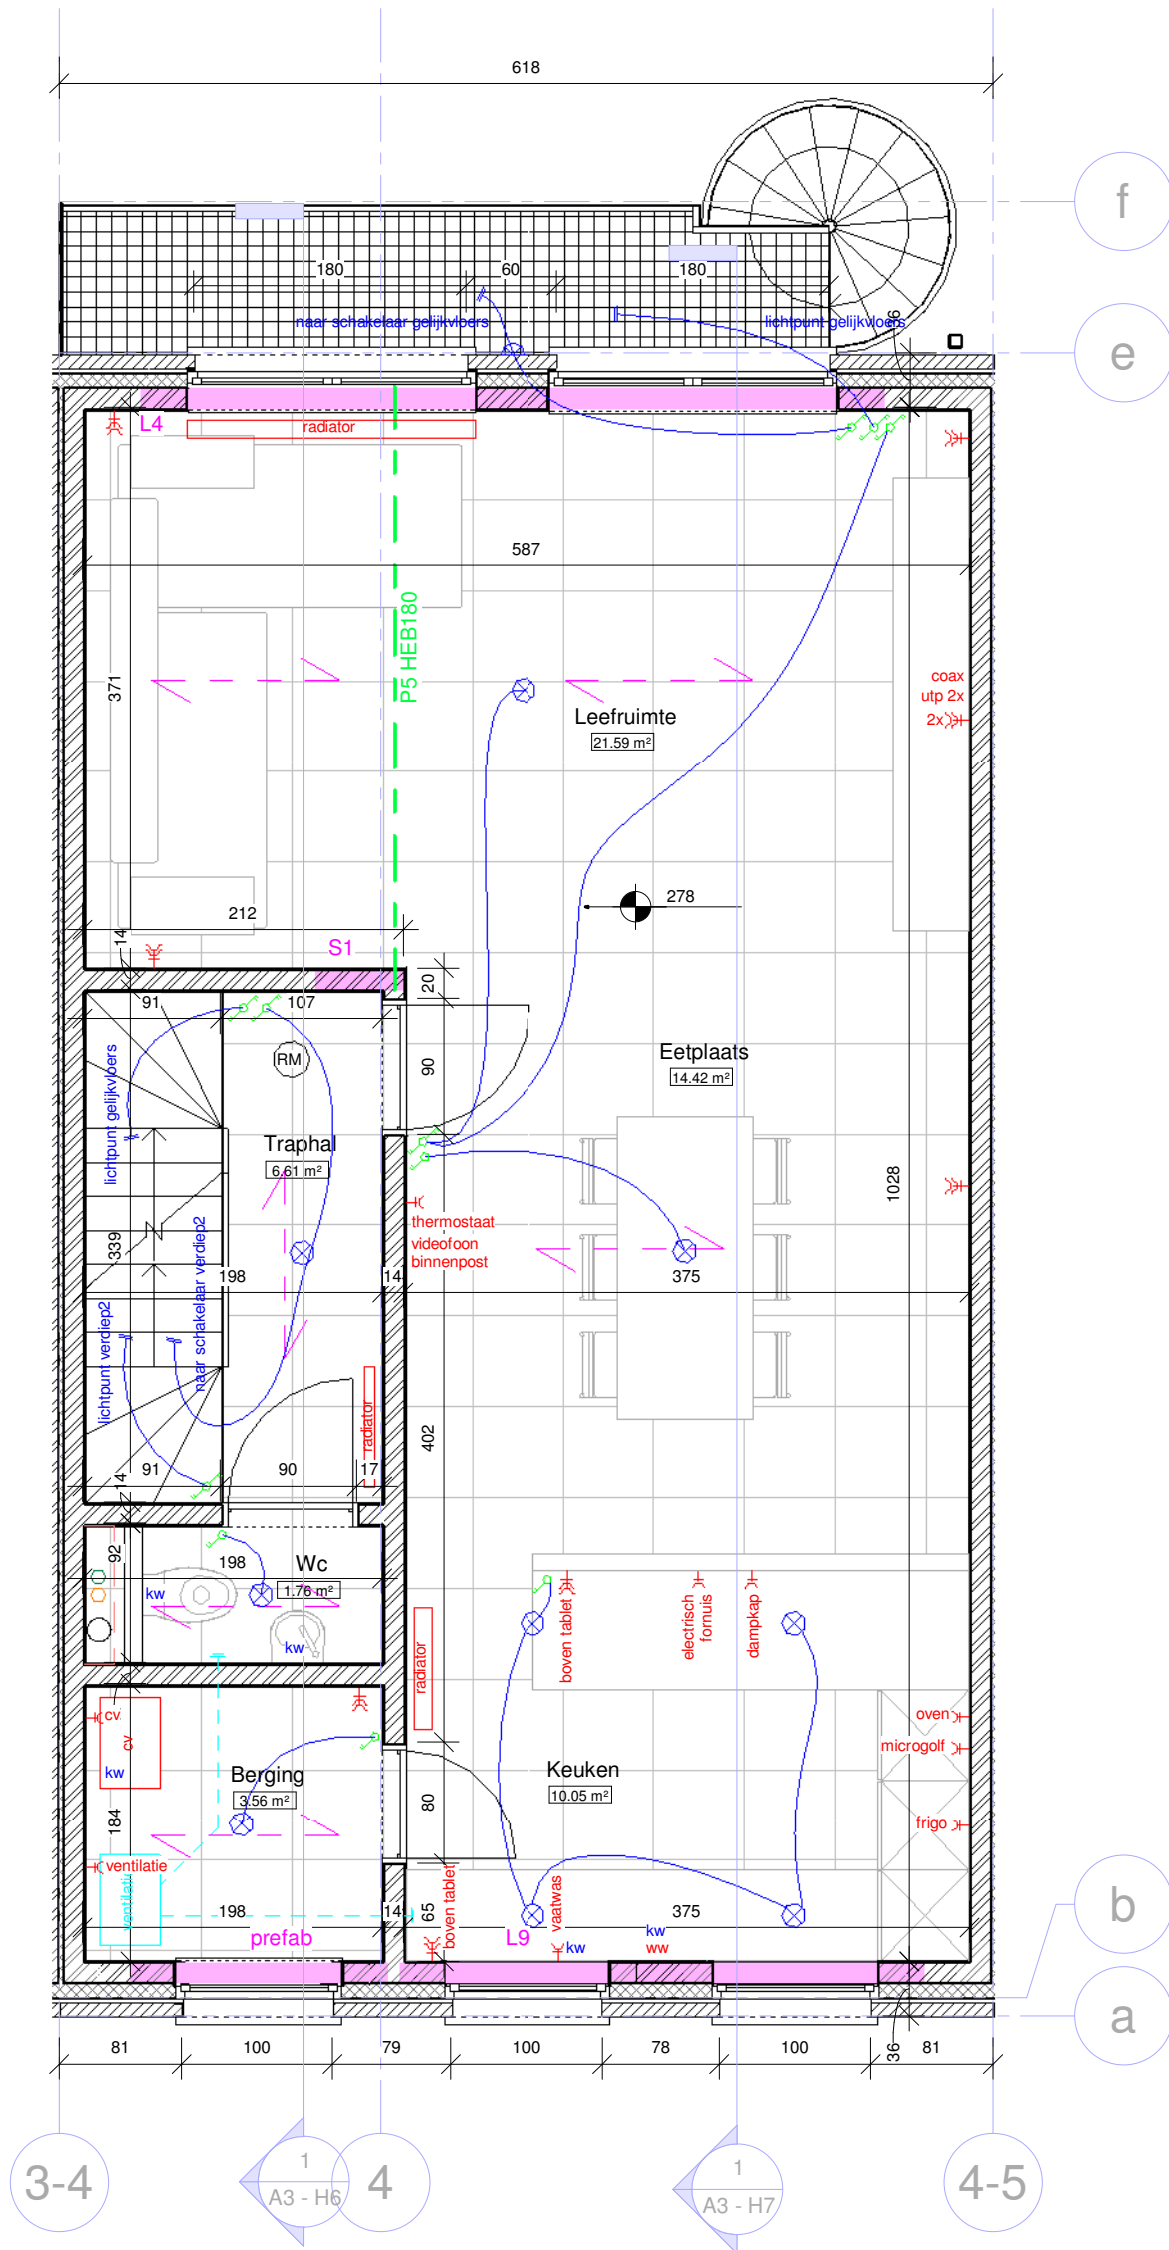 618
f
180
60
180
naar schakelaar gelijkvloers
lichtpunt gelijkvloers
36
e
L4
radiator
587
P5 HEB180
371
coax
utp 2x
2x
Leefruimte
21.59 m²
278
212
14
S1
20
91
107
RM
90
Eetplaats
14.42 m²
lichtpunt gelijkvloers
Traphal
6.61 m²
1028
thermostaat
videofoon
binnenpost
339
naar schakelaar verdiep2
198
14
375
lichtpunt verdiep2
402
radiator
91
90
17
14
92
198
Wc
1.76 m²
kw
kw
boven tablet
electrisch
fornuis
dampkap
radiator
cv
cv
kw
oven
microgolf
Berging
3.56 m²
Keuken
10.05 m²
80
184
frigo
ventilatie
ventilatie
boven tablet
vaatwas
198
14
65
375
prefab
L9
kw
kw
ww
b
a
81
100
79
100
78
100
36
81
3-4
1
A3 - H6
4
1
A3 - H7
4-5